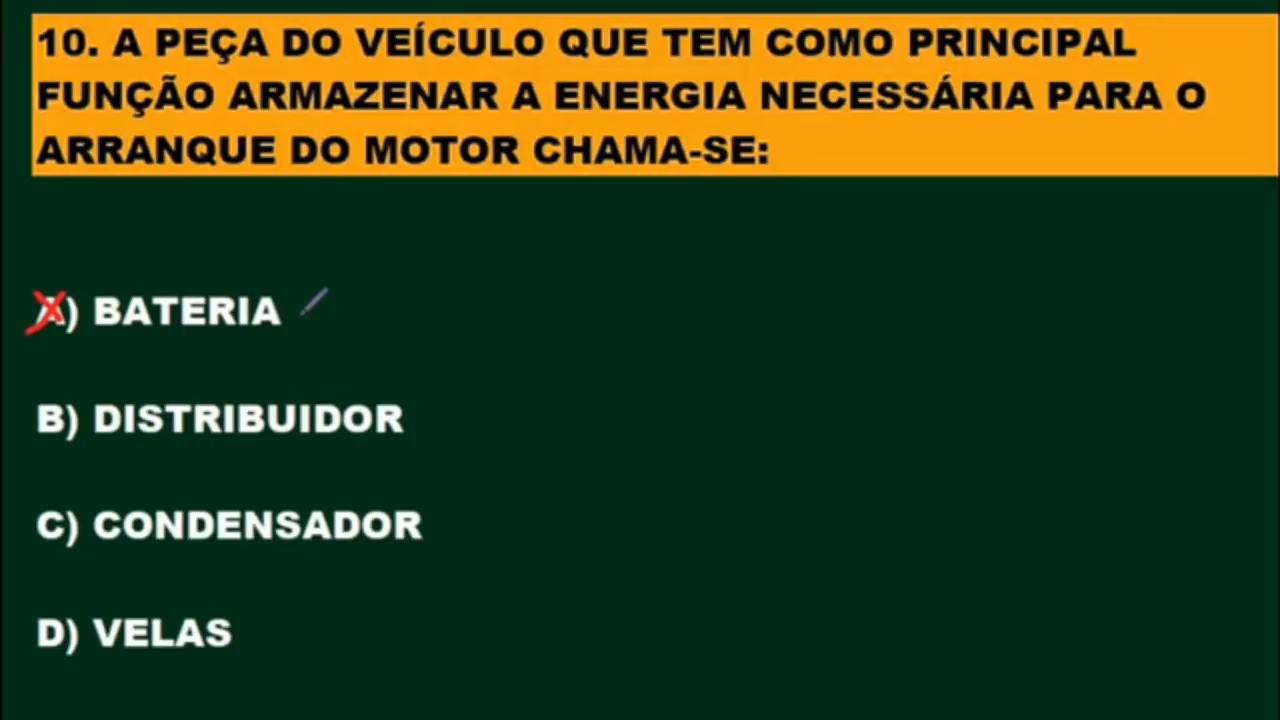 10. A PEÇA DO VEÍCULO QUE TEM COMO PRINCIPAL
FUNÇÃO ARMAZENAR A ENERGIA NECESSÁRIA PARA O
ARRANQUE DO MOTOR CHAMA-SE:
A) BATERIA
B) DISTRIBUIDOR
C) CONDENSADOR
D) VELAS